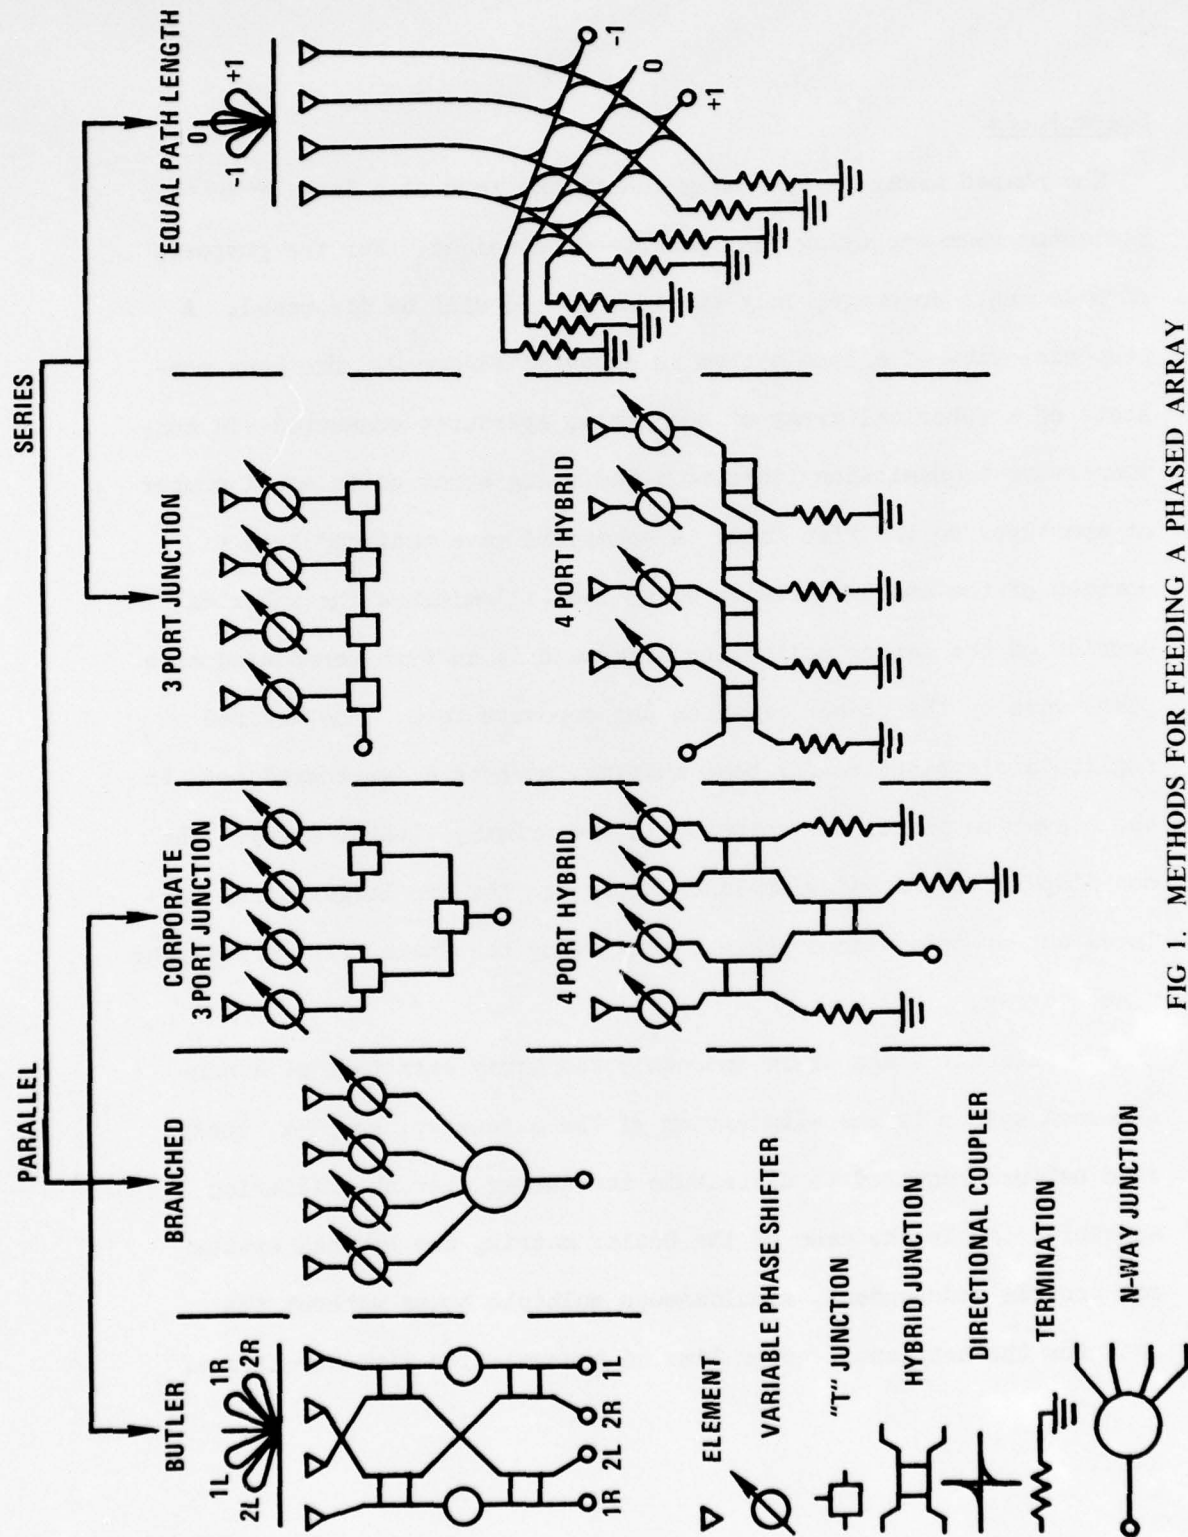 PARALLEL
SERIES
BUTLER
BRANCHED
CORPORATE
3 PORT JUNCTION
3 PORT JUNCTION
EQUAL PATH LENGTH
2L 1L 1R 2R
-1 0 +1
-1
0
+1
4 PORT HYBRID
4 PORT HYBRID
1R 2L 2R 1L
ELEMENT
VARIABLE PHASE SHIFTER
"T" JUNCTION
HYBRID JUNCTION
DIRECTIONAL COUPLER
TERMINATION
N-WAY JUNCTION
FIG 1. METHODS FOR FEEDING A PHASED ARRAY